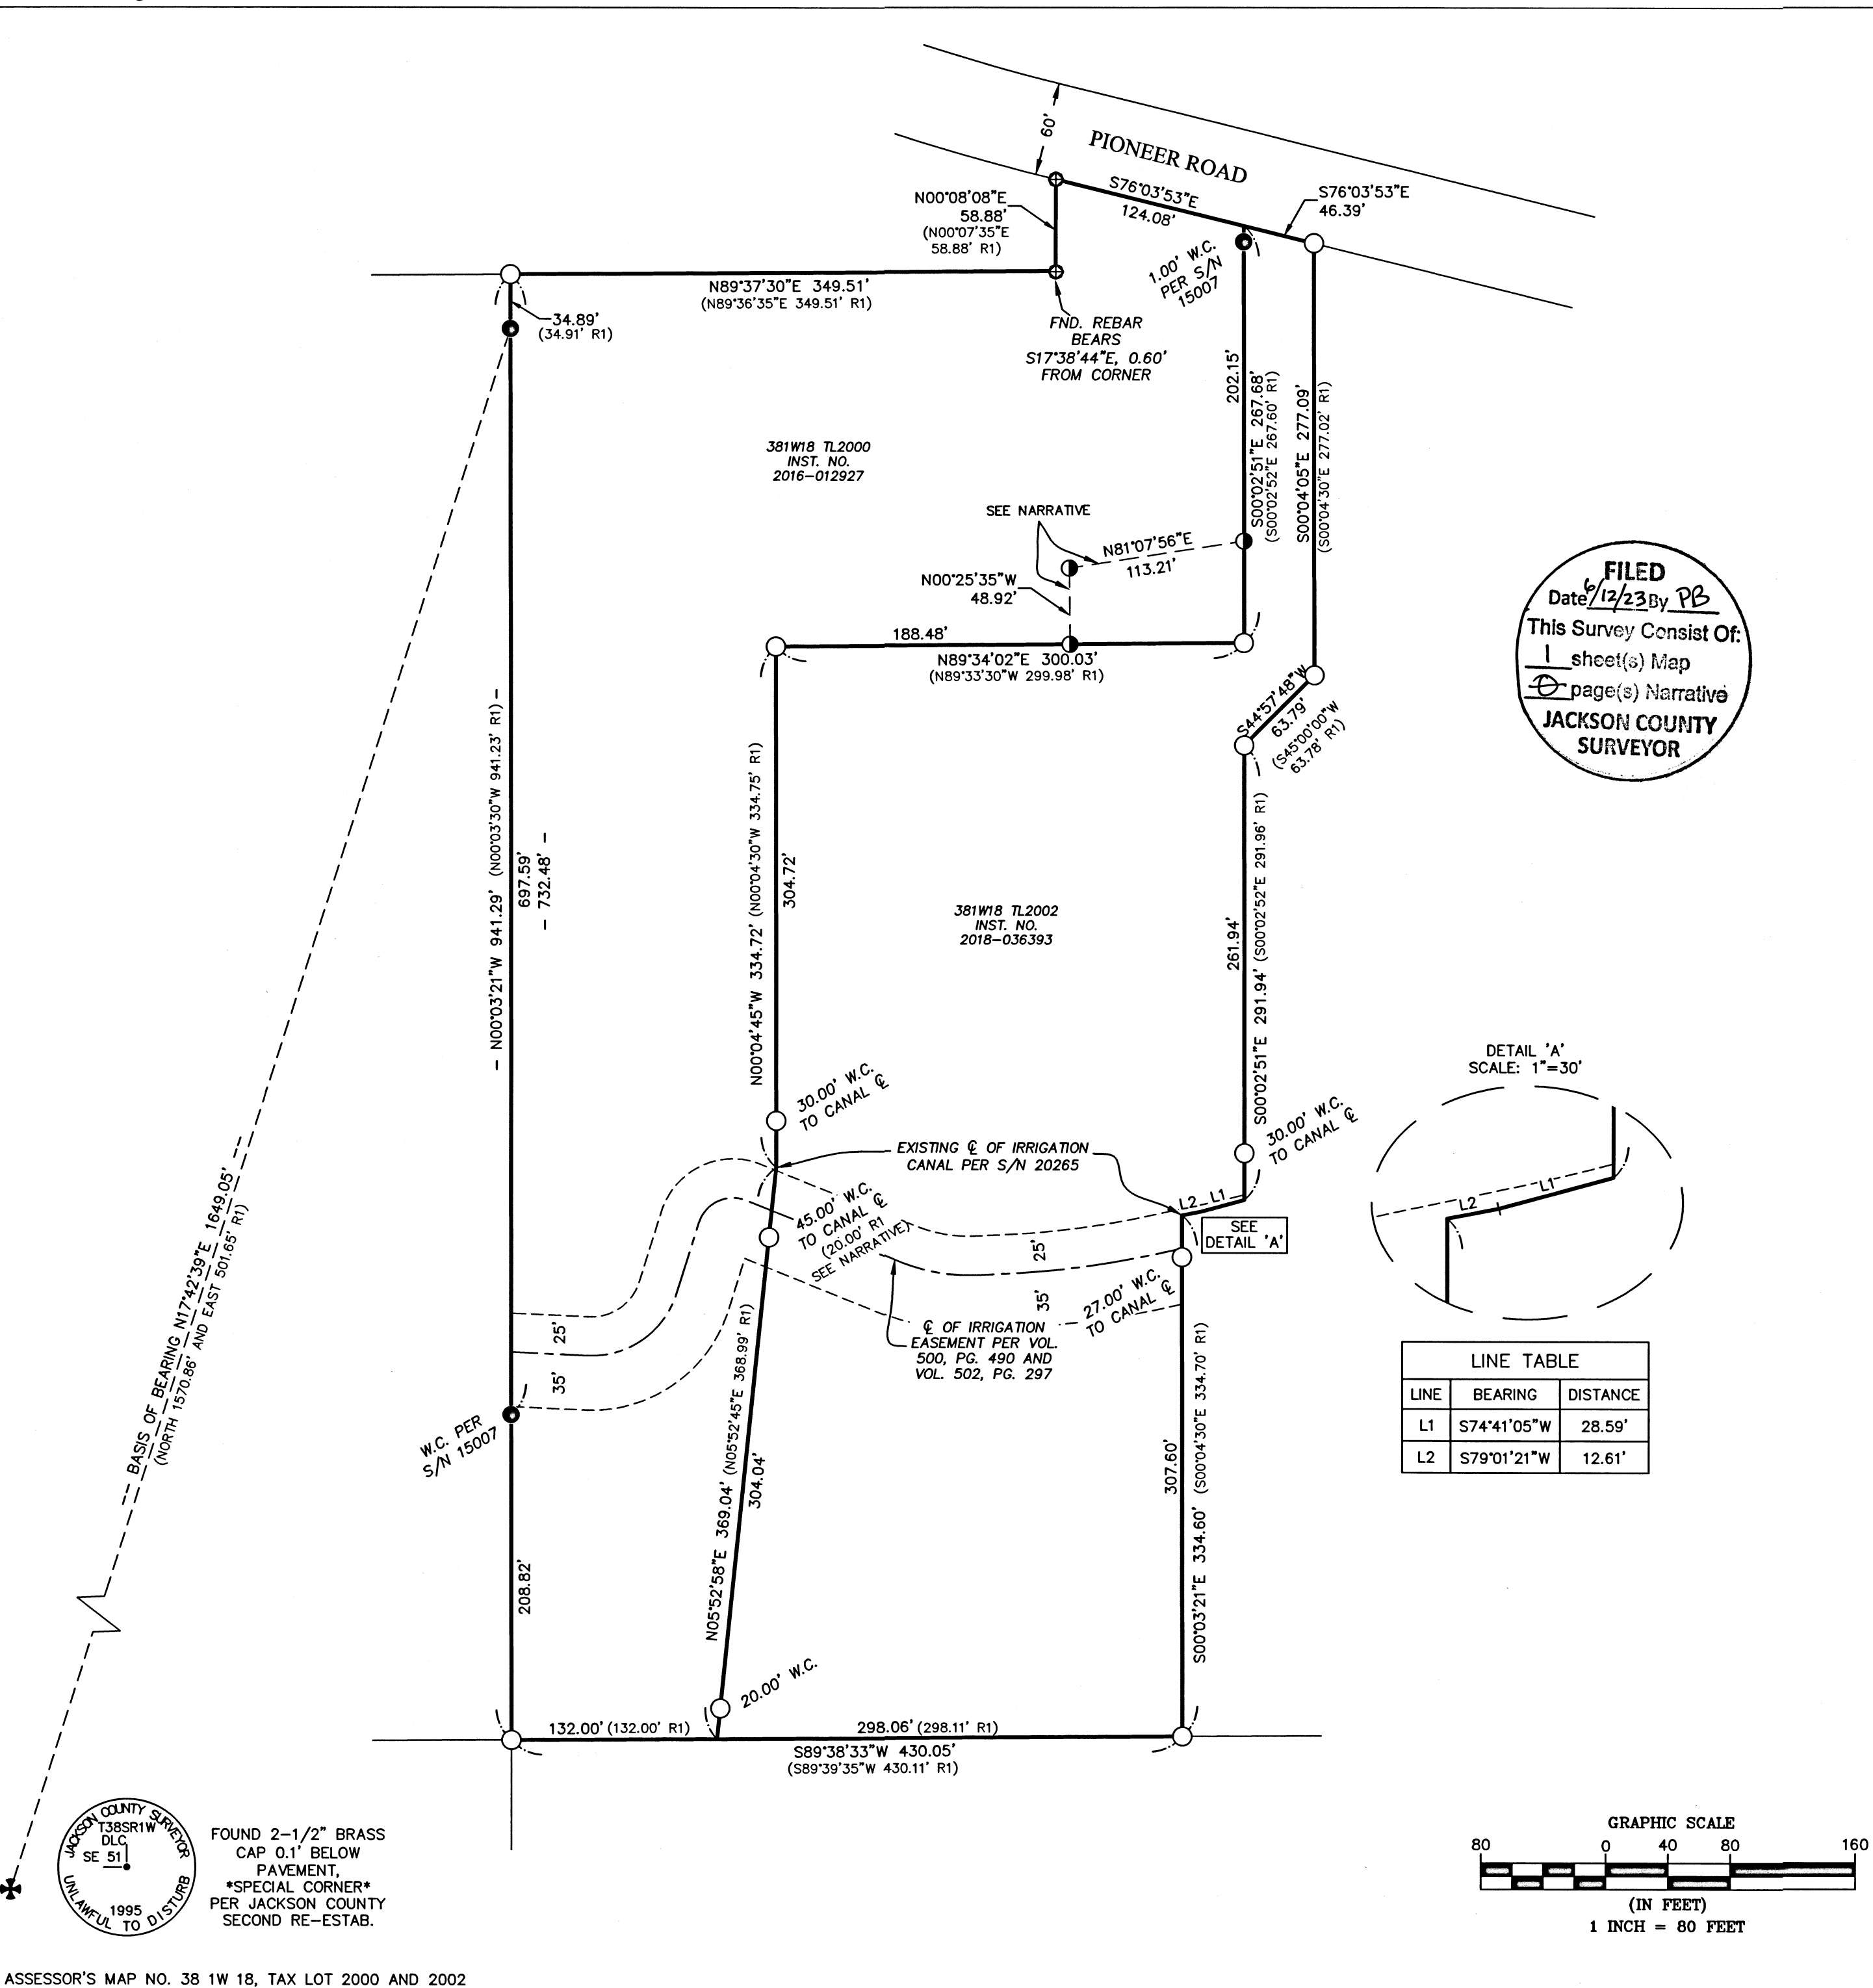 60'
PIONEER ROAD
S76°03'53"E
124.08'
S76°03'53"E
46.39'
N00°08'08"E
58.88'
(N00°07'35"E
58.88' R1)
1.00' W.C.
PER S/N
15007
N89°37'30"E 349.51'
(N89°36'35"E 349.51' R1)
34.89'
(34.91' R1)
FND. REBAR
BEARS
S17°38'44"E, 0.60'
FROM CORNER
202.15'
S00°02'51"E 267.68'
(S00°02'52"E 267.60' R1)
S00°04'05"E 277.09'
(S00°04'30"E 277.02' R1)
381W18 TL2000
INST. NO.
2016-012927
SEE NARRATIVE
N81°07'56"E
113.21'
N00°25'35"W
48.92'
188.48'
N89°34'02"E 300.03'
(N89°33'30"W 299.98' R1)
S44°57'48"W
63.79'
(S45°00'00"W
63.78' R1)
FILED
Date 6/12/23 By PB
This Survey Consist Of:
1 sheet(s) Map
0 page(s) Narrative
JACKSON COUNTY
SURVEYOR
- N00°03'21"W 941.29' (N00°03'30"W 941.23' R1) -
697.59'
- 732.48' -
N00°04'45"W 334.72' (N00°04'30"W 334.75' R1)
304.72'
381W18 TL2002
INST. NO.
2018-036393
261.94'
S00°02'51"E 291.94' (S00°02'52"E 291.96' R1)
30.00' W.C.
TO CANAL ℄
30.00' W.C.
TO CANAL ℄
EXISTING ℄ OF IRRIGATION
CANAL PER S/N 20265
L2
L1
SEE
DETAIL 'A'
45.00' W.C.
TO CANAL ℄
(20.00' R1
SEE NARRATIVE)
25'
35'
25'
35'
27.00' W.C.
TO CANAL ℄
℄ OF IRRIGATION
EASEMENT PER VOL.
500, PG. 490 AND
VOL. 502, PG. 297
DETAIL 'A'
SCALE: 1"=30'
L2
L1
LINE TABLE
LINE BEARING DISTANCE
L1 S74°41'05"W 28.59'
L2 S79°01'21"W 12.61'
BASIS OF BEARING N17°42'39"E 1649.05'
(NORTH 1570.86' AND EAST 501.65' R1)
W.C. PER
S/N 15007
208.82'
N05°52'58"E 369.04' (N05°52'45"E 368.99' R1)
304.04'
307.60'
S00°03'21"E 334.60' (S00°04'30"E 334.70' R1)
20.00' W.C.
132.00' (132.00' R1)
298.06' (298.11' R1)
S89°38'33"W 430.05'
(S89°39'35"W 430.11' R1)
JACKSON COUNTY SURVEYOR
T38SR1W
DLC
SE 51
1995
UNLAWFUL TO DISTURB
FOUND 2-1/2" BRASS
CAP 0.1' BELOW
PAVEMENT,
*SPECIAL CORNER*
PER JACKSON COUNTY
SECOND RE-ESTAB.
GRAPHIC SCALE
80 0 40 80 160
(IN FEET)
1 INCH = 80 FEET
ASSESSOR'S MAP NO. 38 1W 18, TAX LOT 2000 AND 2002